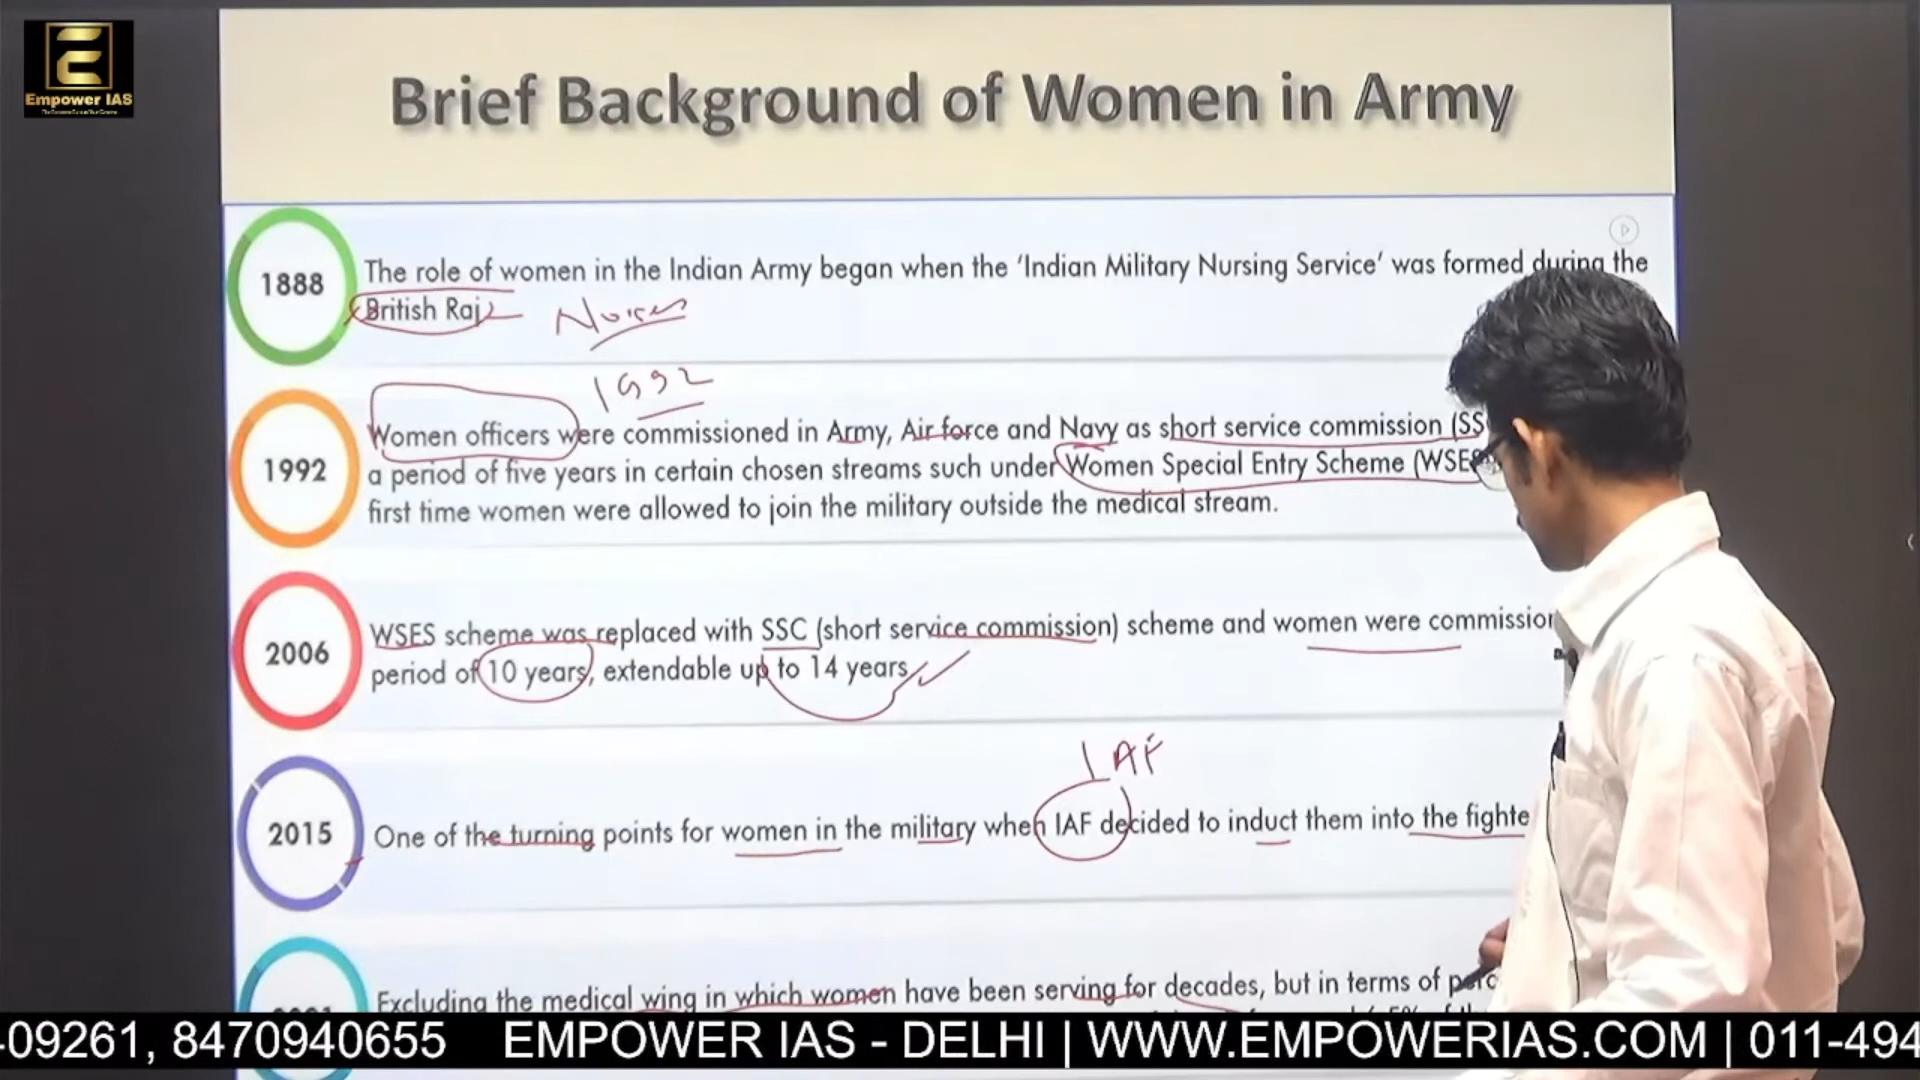 Empower IAS
Brief Background of Women in Army
1888
The role of women in the Indian Army began when the ‘Indian Military Nursing Service’ was formed during the
British Raj
Nurses
1992
1992
Women officers were commissioned in Army, Air force and Navy as short service commission (SS
a period of five years in certain chosen streams such under Women Special Entry Scheme (WSES
first time women were allowed to join the military outside the medical stream.
2006
WSES scheme was replaced with SSC (short service commission) scheme and women were commission
period of 10 years, extendable up to 14 years
IAF
2015
One of the turning points for women in the military when IAF decided to induct them into the fighte
Excluding the medical wing in which women have been serving for decades, but in terms of perc
-09261, 8470940655 EMPOWER IAS - DELHI | WWW.EMPOWERIAS.COM | 011-494